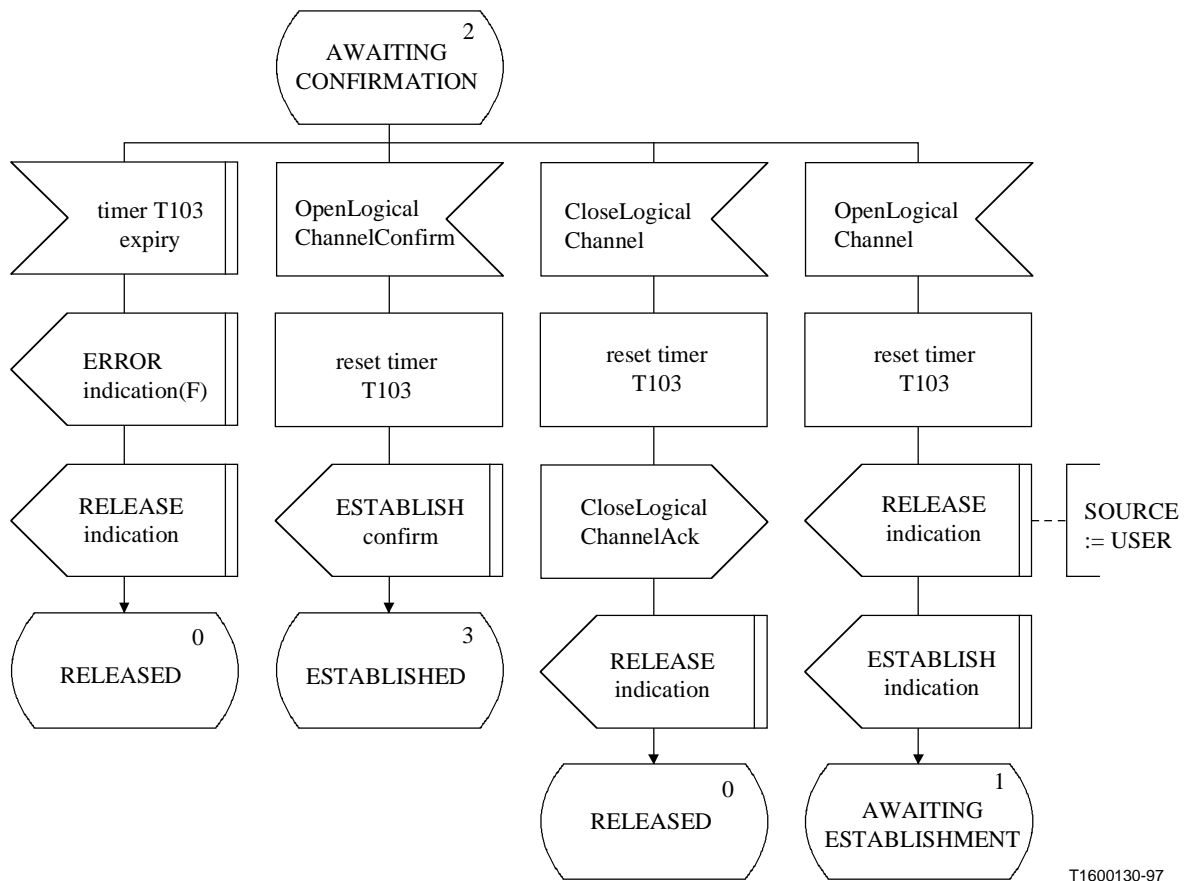 2
AWAITING
CONFIRMATION
timer T103
expiry
OpenLogical
ChannelConfirm
CloseLogical
Channel
OpenLogical
Channel
ERROR
indication(F)
reset timer
T103
reset timer
T103
reset timer
T103
RELEASE
indication
ESTABLISH
confirm
CloseLogical
ChannelAck
RELEASE
indication
SOURCE
:= USER
0
RELEASED
3
ESTABLISHED
RELEASE
indication
ESTABLISH
indication
0
RELEASED
1
AWAITING
ESTABLISHMENT
T1600130-97